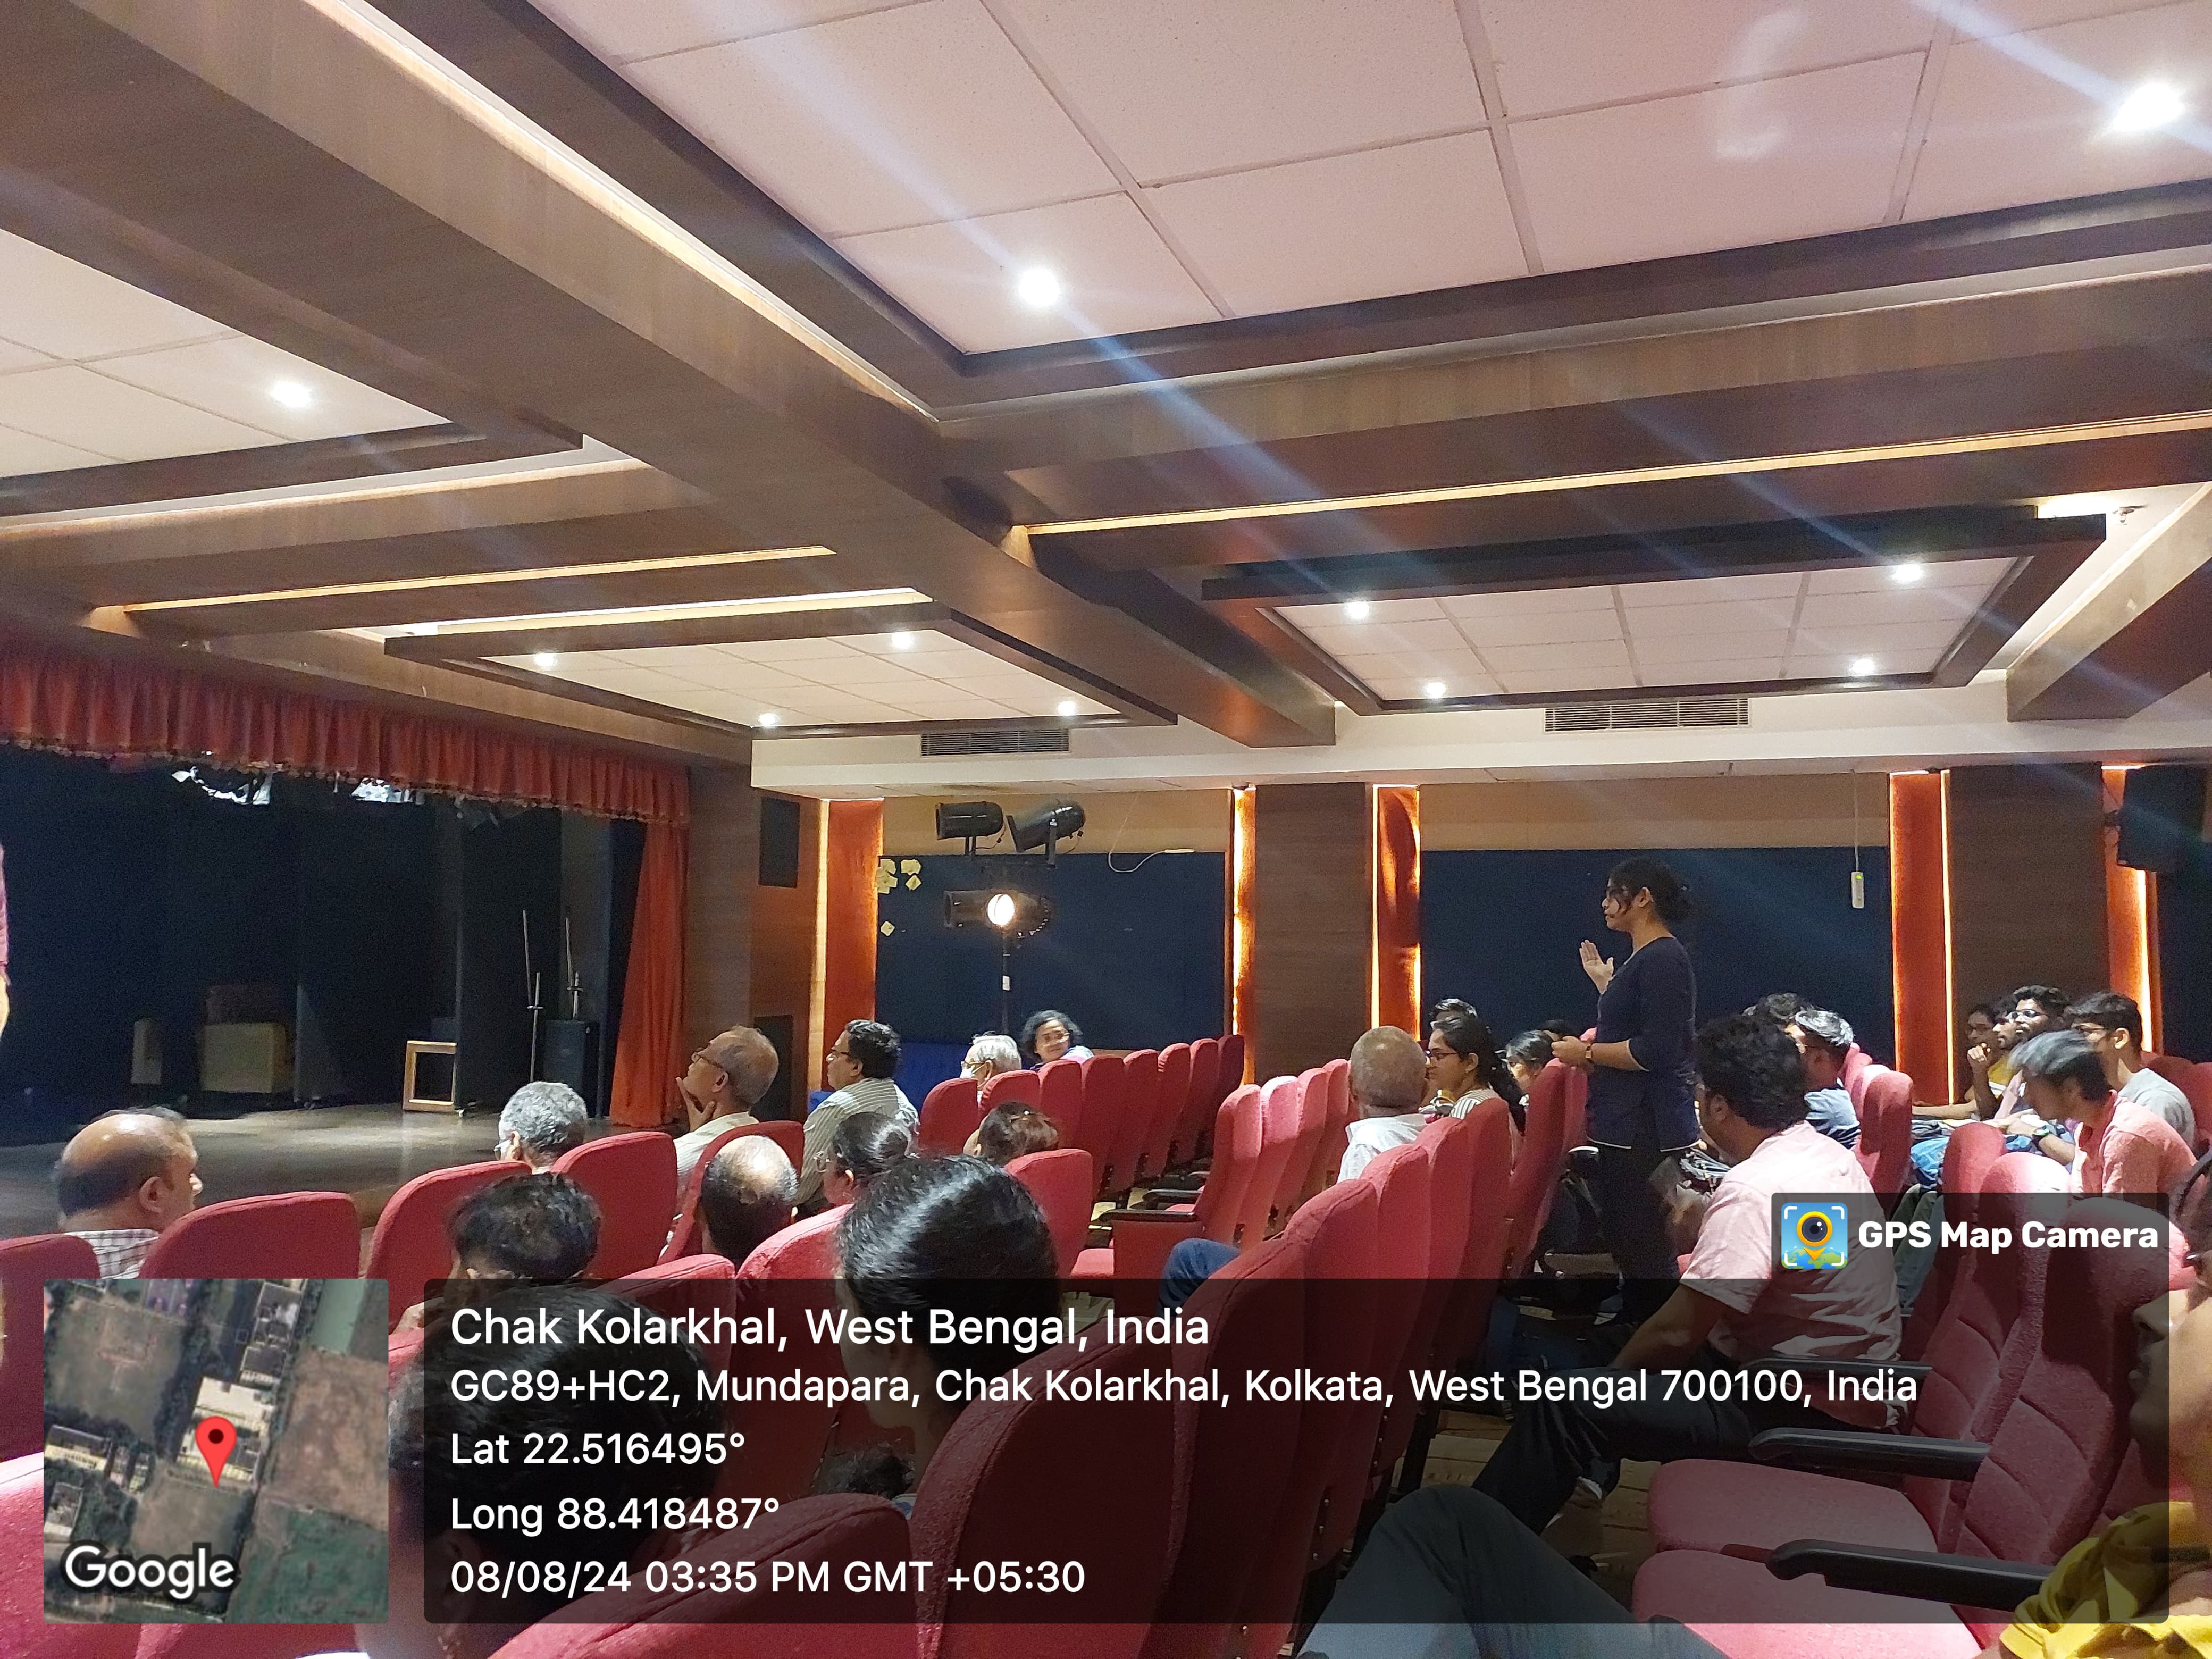 GPS Map Camera
Chak Kolarkhal, West Bengal, India
GC89+HC2, Mundapara, Chak Kolarkhal, Kolkata, West Bengal 700100, India
Lat 22.516495°
Long 88.418487°
08/08/24 03:35 PM GMT +05:30
Google